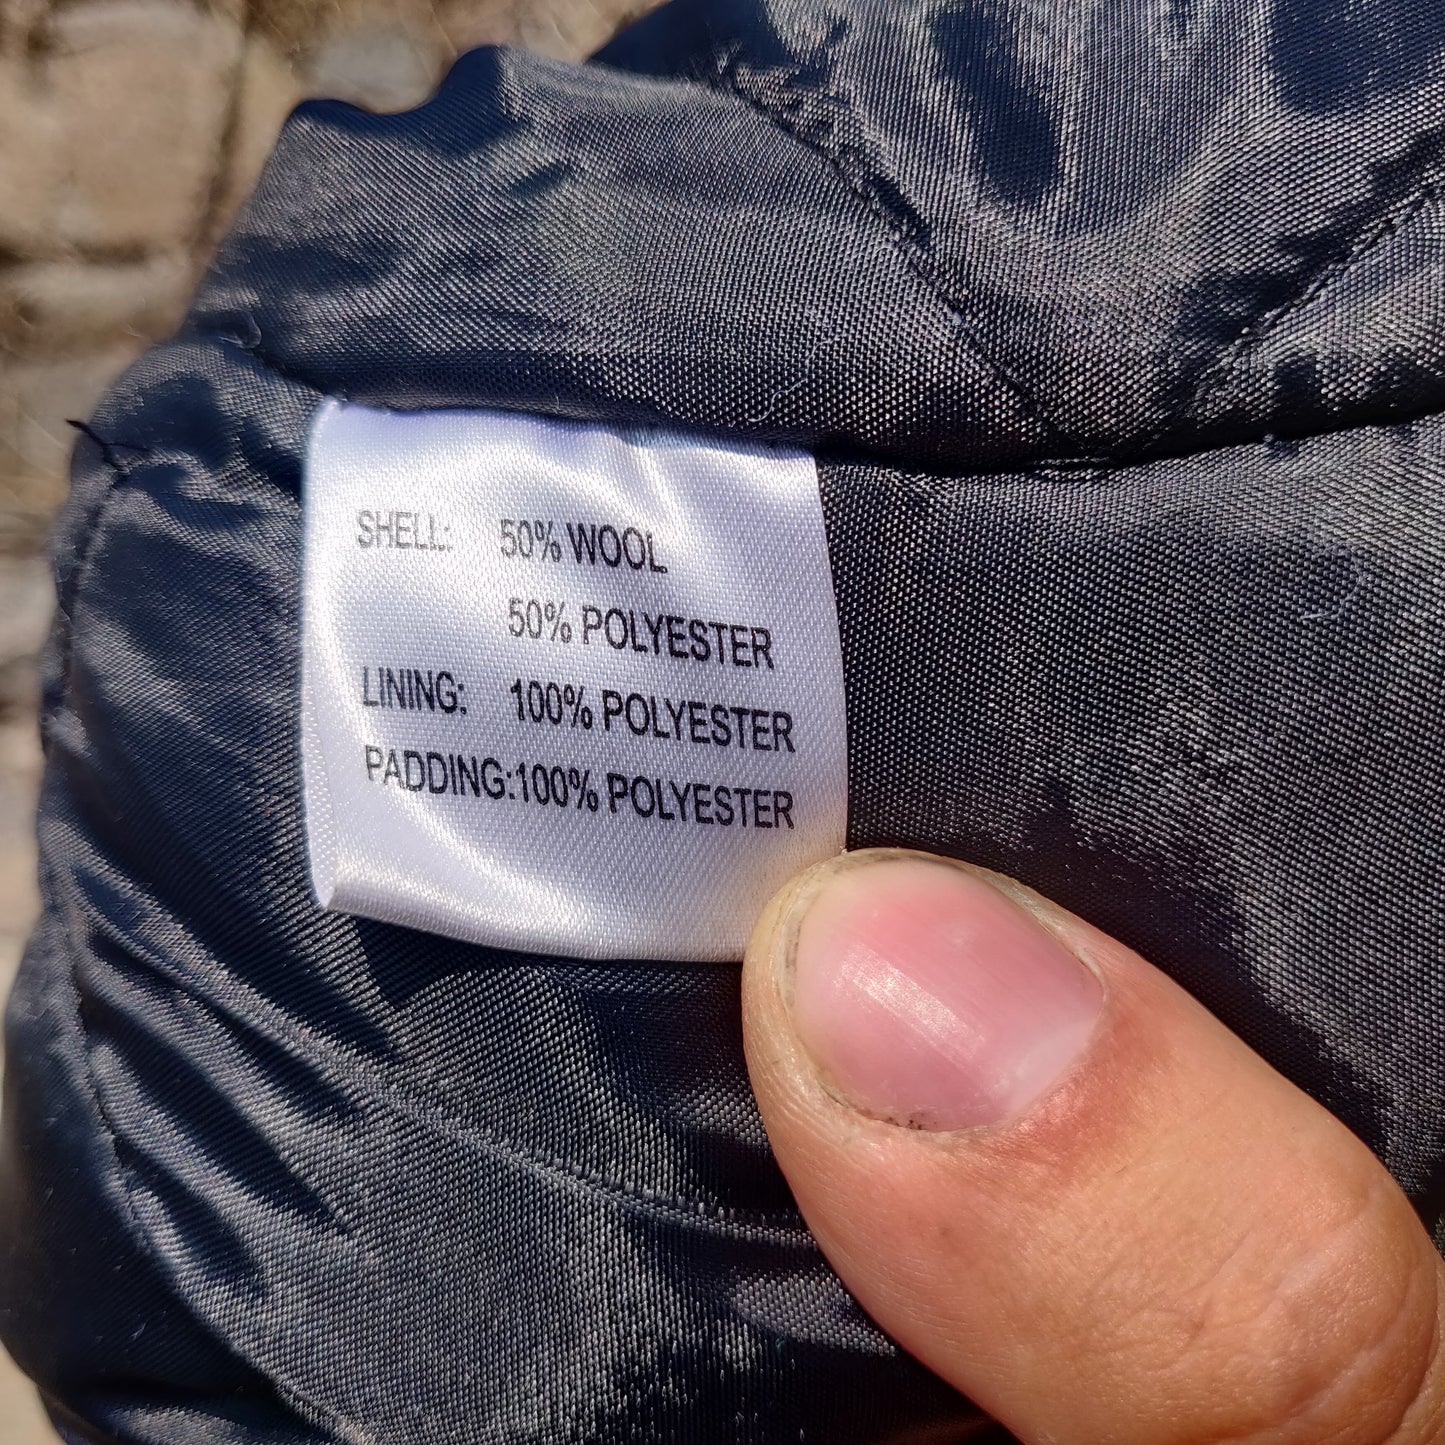 SHELL: 50% WOOL
50% POLYESTER
LINING: 100% POLYESTER
PADDING:100% POLYESTER